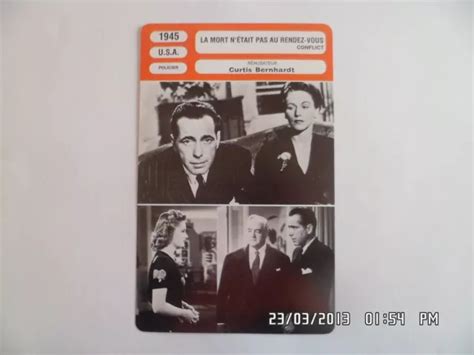 1945
U.S.A.
POLICIER
LA MORT N'ÉTAIT PAS AU RENDEZ-VOUS
CONFLICT
RÉALISATEUR
Curtis Bernhardt
23/03/2013 01:54 PM